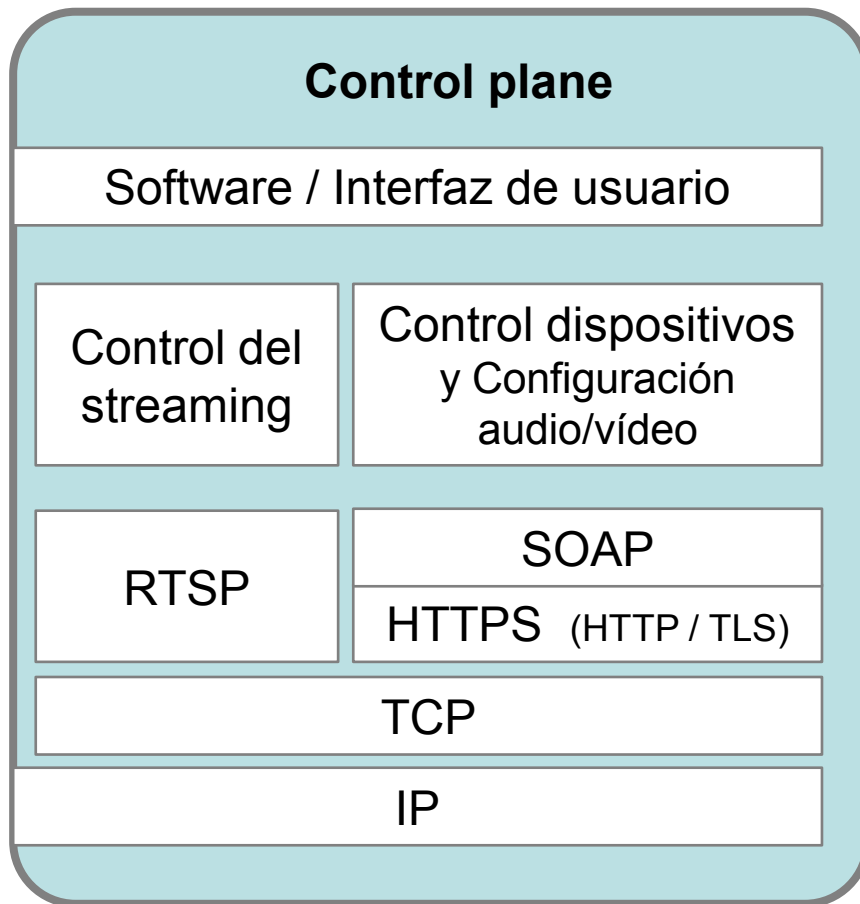 Control plane
Software / Interfaz de usuario
Control del
streaming
Control dispositivos
y Configuración
audio/vídeo
RTSP
SOAP
HTTPS (HTTP / TLS)
TCP
IP